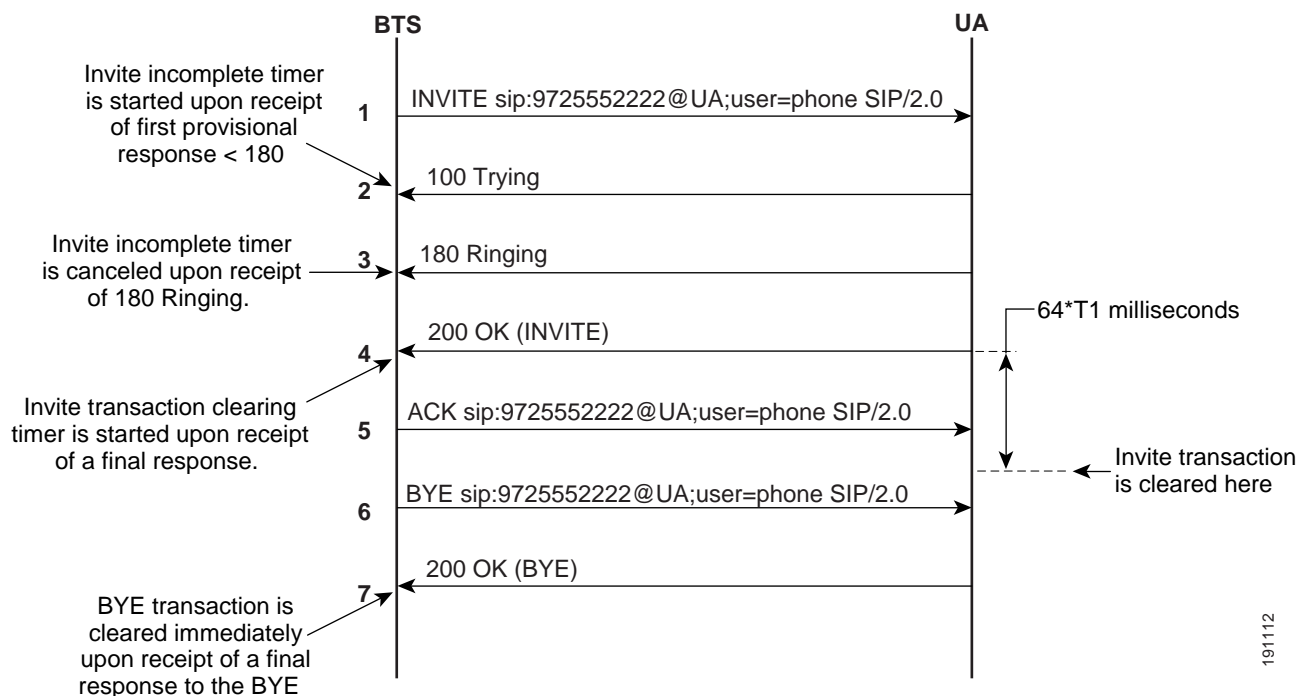 BTS
UA
Invite incomplete timer
is started upon receipt
of first provisional
response < 180
1
INVITE sip:9725552222@UA;user=phone SIP/2.0
2
100 Trying
Invite incomplete timer
is canceled upon receipt
of 180 Ringing.
3
180 Ringing
64*T1 milliseconds
4
200 OK (INVITE)
Invite transaction clearing
timer is started upon receipt
of a final response.
5
ACK sip:9725552222@UA;user=phone SIP/2.0
Invite transaction
is cleared here
6
BYE sip:9725552222@UA;user=phone SIP/2.0
7
200 OK (BYE)
BYE transaction is
cleared immediately
upon receipt of a final
response to the BYE
191112